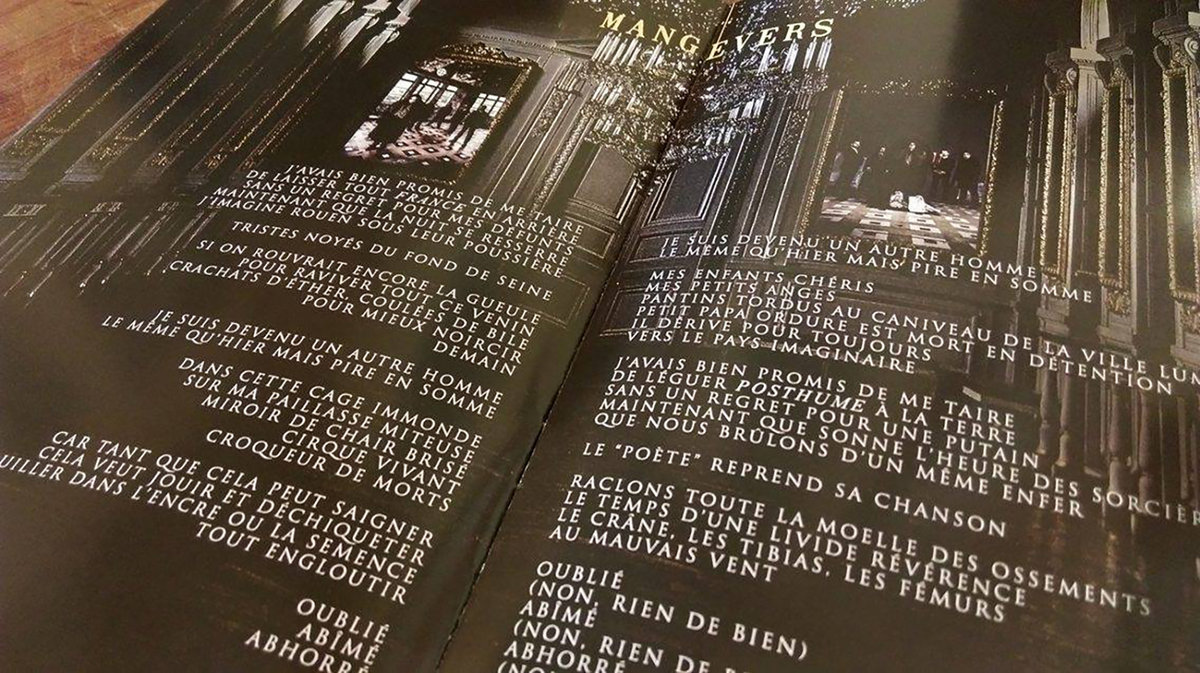 MANGEVERS
J'AVAIS BIEN PROMIS DE ME TAIRE
DE LAISSER TOUT FRANCE EN ARRIÈRE
SANS UN REGRET POUR MES DÉFUNTS
MAINTENANT QUE LA NUIT SE RESSERRE
J'IMAGINE ROUEN SOUS LEUR POUSSIÈRE
TRISTES NOYÉS DU FOND DE SEINE
SI ON ROUVRAIT ENCORE LA GUEULE
POUR RAVIVER TOUT CE VENIN
CRACHATS D'ÉTHER, COULÉES DE BILE
POUR MIEUX NOIRCIR
DEMAIN
JE SUIS DEVENU UN AUTRE HOMME
LE MÊME QU'HIER MAIS PIRE EN SOMME
DANS CETTE CAGE IMMONDE
SUR MA PAILLASSE MITEUSE
MIROIR DE CHAIR BRISÉ
CIRQUE VIVANT
CROQUEUR DE MORTS
CAR TANT QUE CELA PEUT SAIGNER
CELA VEUT JOUIR ET DÉCHIQUETER
UILLER DANS L'ENCRE OU LA SEMENCE
TOUT ENGLOUTIR
OUBLIÉ
ABÎMÉ
ABHORRÉ
JE SUIS DEVENU UN AUTRE HOMME
LE MÊME QU'HIER MAIS PIRE EN SOMME
MES ENFANTS CHÉRIS
MES PETITS ANGES
PANTINS TORDUS AU CANIVEAU DE LA VILLE LUM
PETIT PAPA ORDURE EST MORT EN DÉTENTION
IL DÉRIVE POUR TOUJOURS
VERS LE PAYS IMAGINAIRE
J'AVAIS BIEN PROMIS DE ME TAIRE
DE LÉGUER POSTHUME À LA TERRE
SANS UN REGRET POUR UNE PUTAIN
MAINTENANT QUE SONNE L'HEURE DES SORCIÈR
QUE NOUS BRÛLONS D'UN MÊME ENFER
LE "POÈTE" REPREND SA CHANSON
RACLONS TOUTE LA MOELLE DES OSSEMENTS
LE TEMPS D'UNE LIVIDE RÉVÉRENCE
LE CRÂNE, LES TIBIAS, LES FÉMURS
AU MAUVAIS VENT
OUBLIÉ
(NON, RIEN DE BIEN)
ABÎMÉ
(NON, RIEN DE BIEN)
ABHORRÉ
(NON